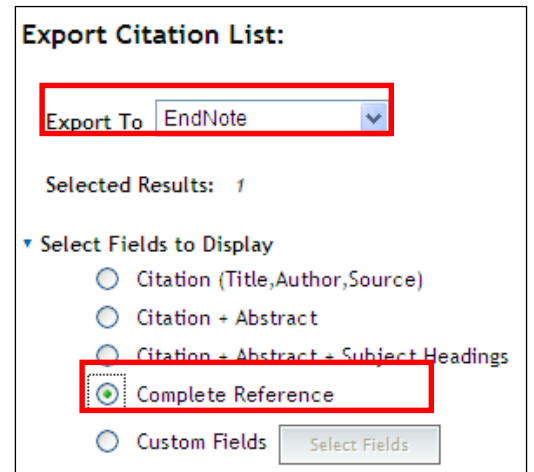 Export Citation List:
Export To EndNote
Selected Results: 1
Select Fields to Display
Citation (Title,Author,Source)
Citation + Abstract
Citation + Abstract + Subject Headings
Complete Reference
Custom Fields Select Fields